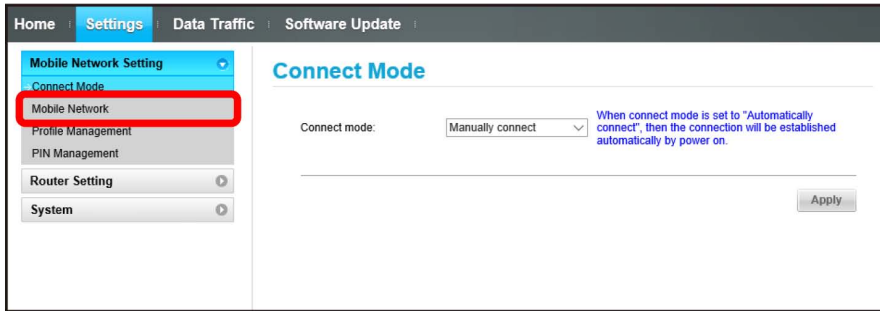 Home Settings Data Traffic Software Update
Mobile Network Setting
Connect Mode
Mobile Network
Profile Management
PIN Management
Router Setting
System
Connect Mode
Connect mode: Manually connect
When connect mode is set to "Automatically
connect", then the connection will be established
automatically by power on.
Apply